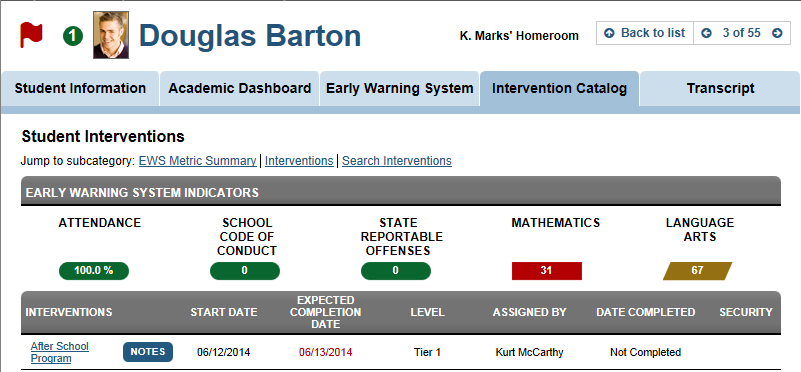 1 Douglas Barton K. Marks' Homeroom Back to list 3 of 55
Student Information Academic Dashboard Early Warning System Intervention Catalog Transcript
Student Interventions
Jump to subcategory: EWS Metric Summary | Interventions | Search Interventions
EARLY WARNING SYSTEM INDICATORS
ATTENDANCE
SCHOOL
CODE OF
CONDUCT
STATE
REPORTABLE
OFFENSES
MATHEMATICS
LANGUAGE
ARTS
100.0 % 0 0 31 67
INTERVENTIONS START DATE
EXPECTED
COMPLETION
DATE
LEVEL ASSIGNED BY DATE COMPLETED SECURITY
After School
Program
NOTES 06/12/2014 06/13/2014 Tier 1 Kurt McCarthy Not Completed